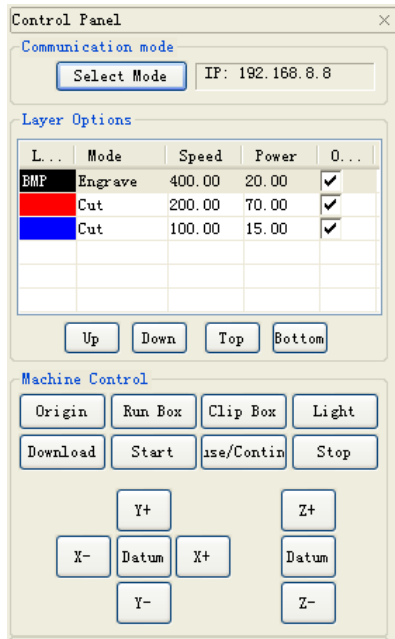 Control Panel
Communication mode
Select Mode IP: 192.168.8.8
Layer Options
L... Mode Speed Power O...
BMP Engrave 400.00 20.00
Cut 200.00 70.00
Cut 100.00 15.00
Up Down Top Bottom
Machine Control
Origin Run Box Clip Box Light
Download Start use/Contin Stop
Y+ Z+
X- Datum X+ Datum
Y- Z-